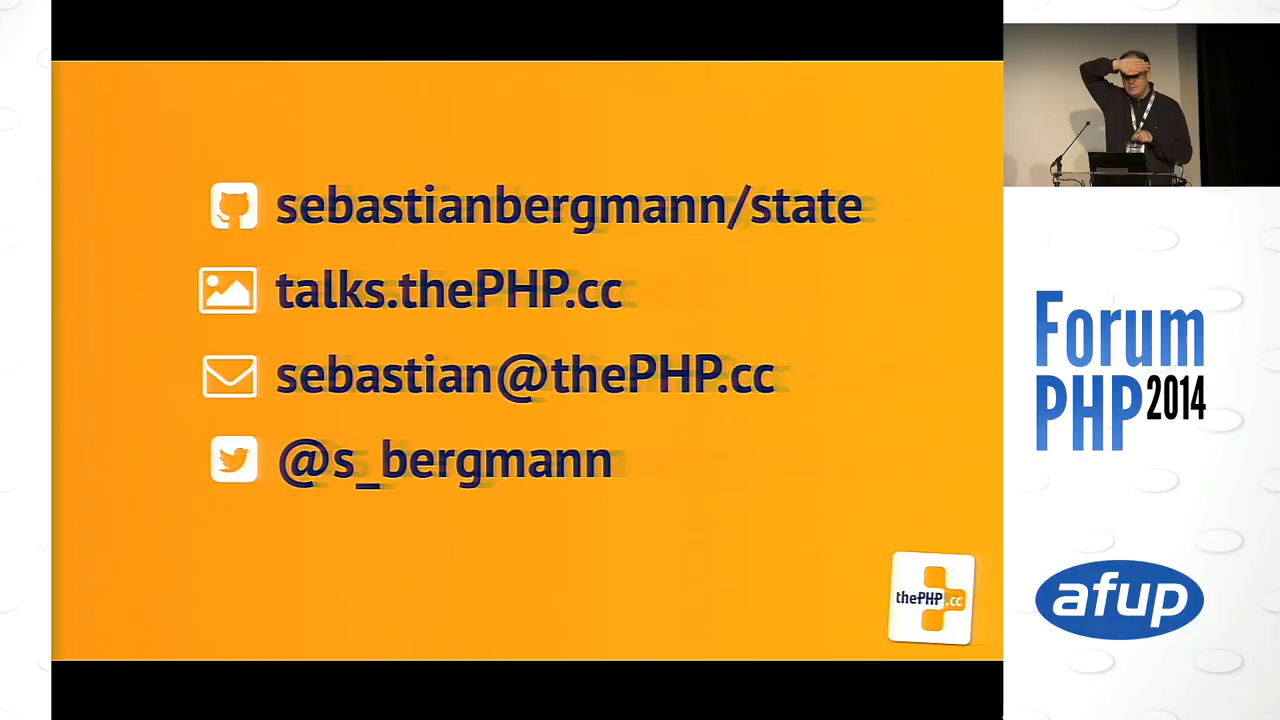 sebastianbergmann/state
talks.thePHP.cc
sebastian@thePHP.cc
@s_bergmann
thePHP.cc
Forum
PHP 2014
afup